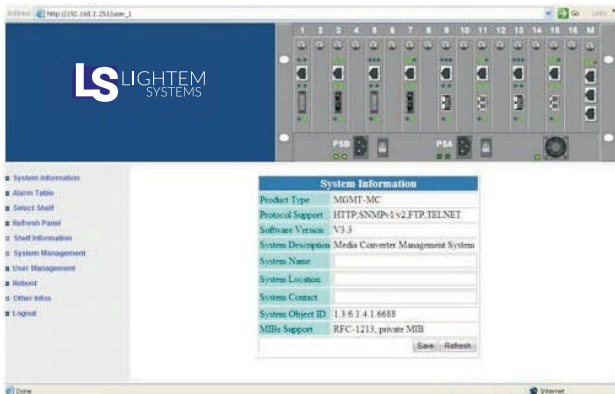 Address http://192.168.1.251/user_1 Go Links
1 2 3 4 5 6 7 8 9 10 11 12 13 14 15 16 M
LS LIGHTEM
SYSTEMS
PSB PSA
System Information
Alarm Table
Select Shelf
Refresh Panel
Shelf Information
System Management
User Management
Reboot
Other Infos
Logout
System Information
Product Type MGMT-MC
Protocol Support HTTP,SNMPv1/v2,FTP,TELNET
Software Version V3.3
System Description Media Converter Management System
System Name
System Location
System Contact
System Object ID 1.3.6.1.4.1.6688
MIBs Support RFC-1213, private MIB
Save Refresh
Done Internet